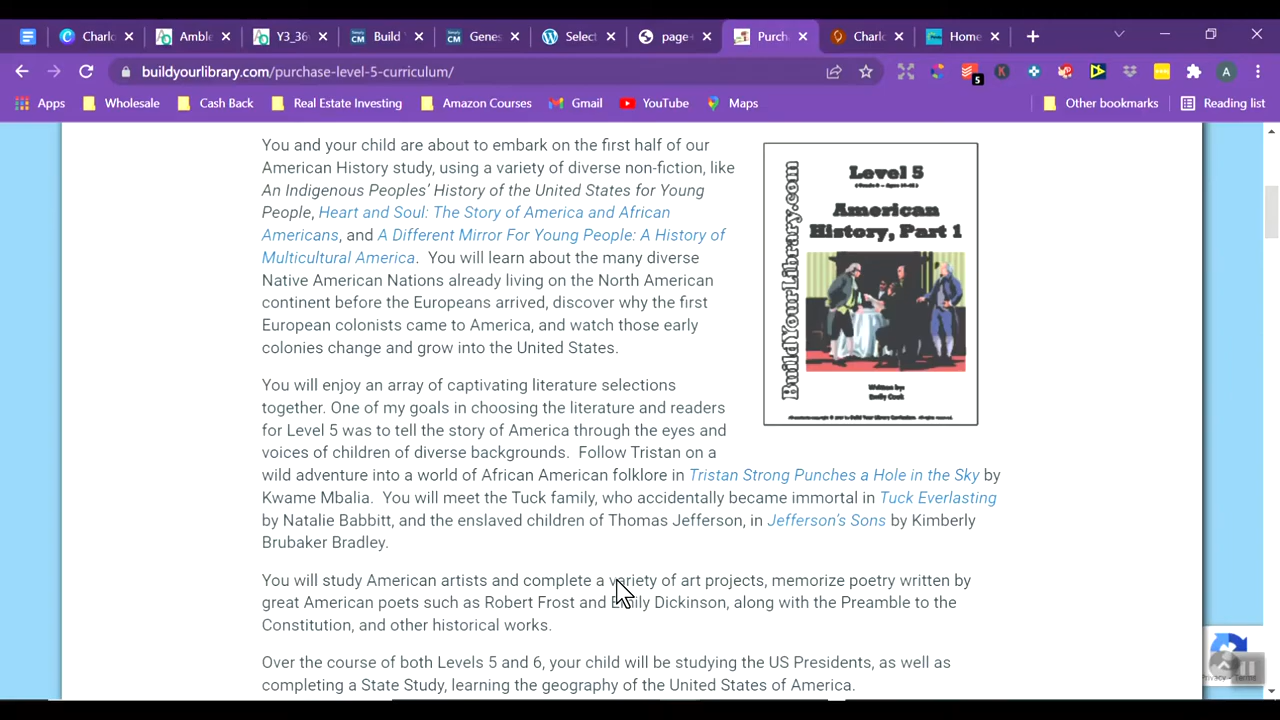 Charlo
Amble
Y3_36
Build
Genes
Select
page
Purch
Charlo
Home
buildyourlibrary.com/purchase-level-5-curriculum/
5
A
Apps
Wholesale
Cash Back
Real Estate Investing
Amazon Courses
Gmail
YouTube
Maps
Other bookmarks
Reading list
You and your child are about to embark on the first half of our
American History study, using a variety of diverse non-fiction, like
An Indigenous Peoples' History of the United States for Young
People, Heart and Soul: The Story of America and African
Americans, and A Different Mirror For Young People: A History of
Multicultural America. You will learn about the many diverse
Native American Nations already living on the North American
continent before the Europeans arrived, discover why the first
European colonists came to America, and watch those early
colonies change and grow into the United States.
BuildYourLibrary.com
Level 5
American
History, Part 1
Written by:
Emily Cook
You will enjoy an array of captivating literature selections
together. One of my goals in choosing the literature and readers
for Level 5 was to tell the story of America through the eyes and
voices of children of diverse backgrounds. Follow Tristan on a
wild adventure into a world of African American folklore in Tristan Strong Punches a Hole in the Sky by
Kwame Mbalia. You will meet the Tuck family, who accidentally became immortal in Tuck Everlasting
by Natalie Babbitt, and the enslaved children of Thomas Jefferson, in Jefferson's Sons by Kimberly
Brubaker Bradley.
You will study American artists and complete a variety of art projects, memorize poetry written by
great American poets such as Robert Frost and Emily Dickinson, along with the Preamble to the
Constitution, and other historical works.
Over the course of both Levels 5 and 6, your child will be studying the US Presidents, as well as
completing a State Study, learning the geography of the United States of America.
Privacy - Terms